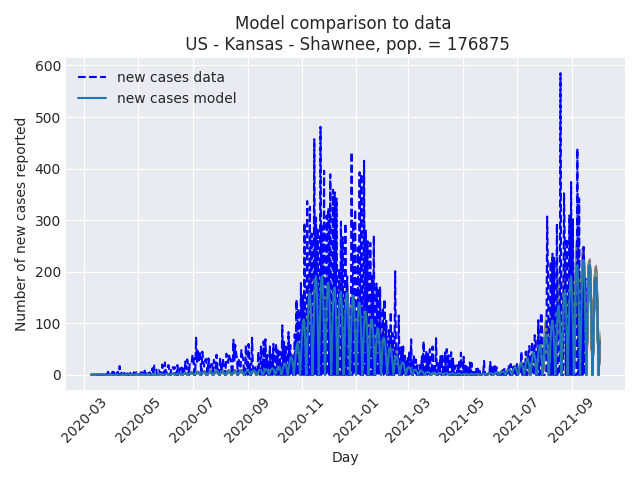 Model comparison to data
US - Kansas - Shawnee, pop. = 176875
new cases data
new cases model
Number of new cases reported
600
500
400
300
200
100
0
2020-03
2020-05
2020-07
2020-09
2020-11
2021-01
2021-03
2021-05
2021-07
2021-09
Day